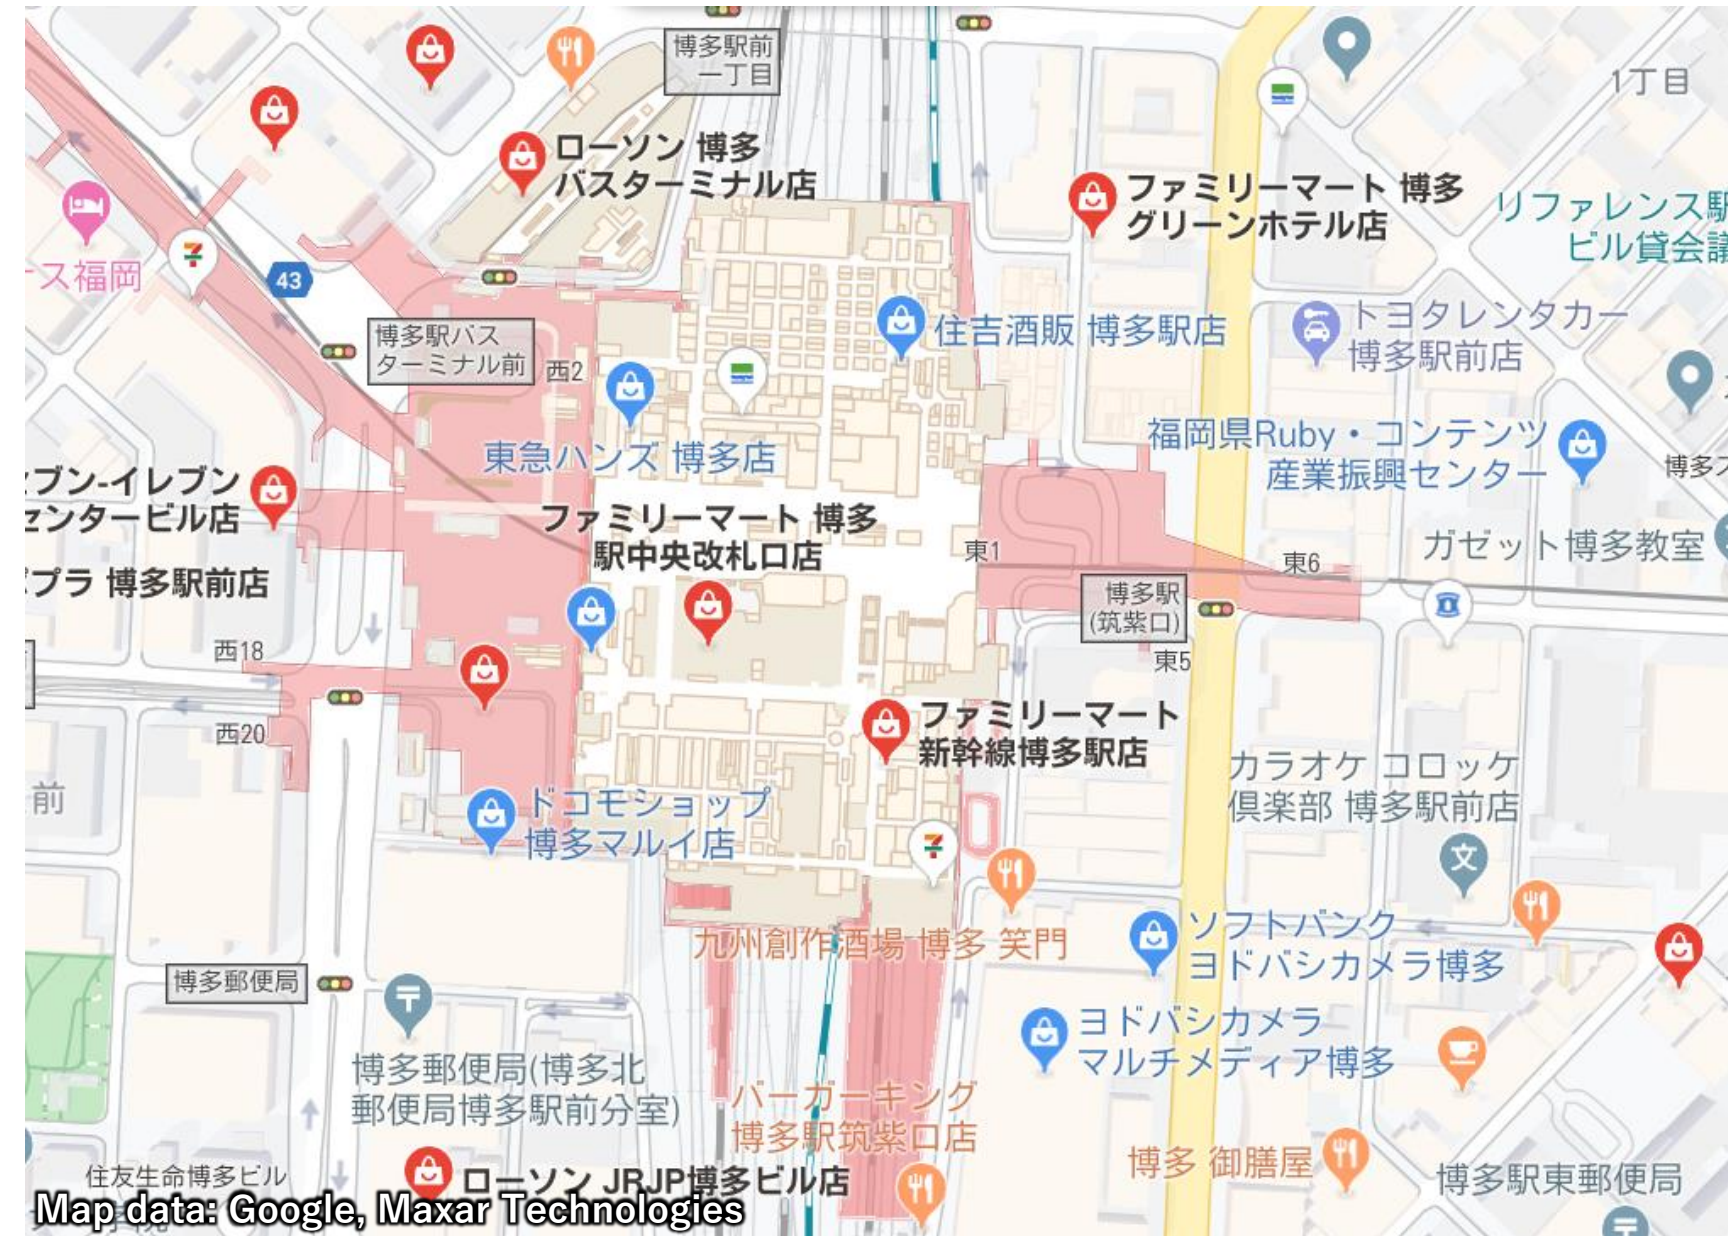 博多駅前
一丁目
1丁目
ローソン 博多
バスターミナル店
ファミリーマート 博多
グリーンホテル店
リファレンス駅
ビル貸会議
ス福岡
43
博多駅バス
ターミナル前
西2
住吉酒販 博多駅店
トヨタレンタカー
博多駅前店
東急ハンズ 博多店
福岡県Ruby・コンテンツ
産業振興センター
博多ス
ブン-イレブン
センタービル店
ファミリーマート 博多
駅中央改札口店
東1
東6
ガゼット博多教室
プラ 博多駅前店
博多駅
(筑紫口)
東5
西18
西20
ファミリーマート
新幹線博多駅店
カラオケ コロッケ
倶楽部 博多駅前店
前
ドコモショップ
博多マルイ店
文
九州創作酒場 博多 笑門
ソフトバンク
ヨドバシカメラ博多
博多郵便局
ヨドバシカメラ
マルチメディア博多
博多郵便局(博多北
郵便局博多駅前分室)
バーガーキング
博多駅筑紫口店
博多 御膳屋
博多駅東郵便局
住友生命博多ビル
ローソン JRJP博多ビル店
Map data: Google, Maxar Technologies